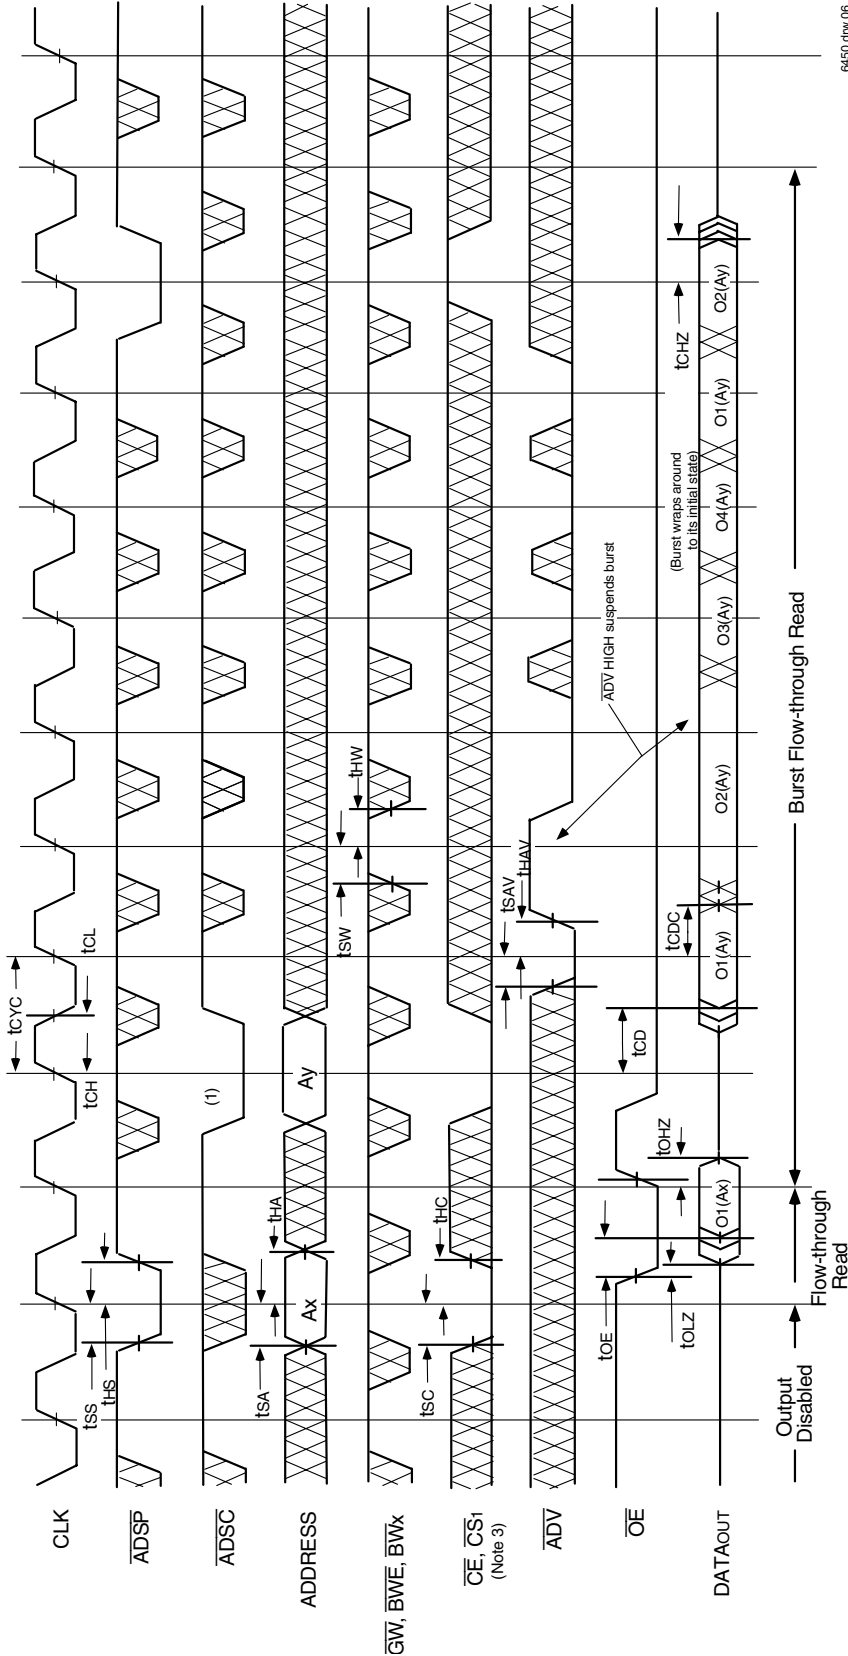 CLK
tCYC
tSS
tHS
tCH
tCL
ADSP
ADSC
(1)
ADDRESS
tSA
tHA
Ax
Ay
GW, BWE, BWx
tSW
tHW
CE, CS1
(Note 3)
tSC
tHC
ADV
tSAV
tHAV
ADV HIGH suspends burst
OE
tOE
tOHZ
tCD
tOLZ
tCDC
(Burst wraps around
to its initial state)
tCHZ
DATAOUT
O1(Ax)
O1(Ay)
O2(Ay)
O3(Ay)
O4(Ay)
O1(Ay)
O2(Ay)
Output
Disabled
Flow-through
Read
Burst Flow-through Read
6450 drw 06